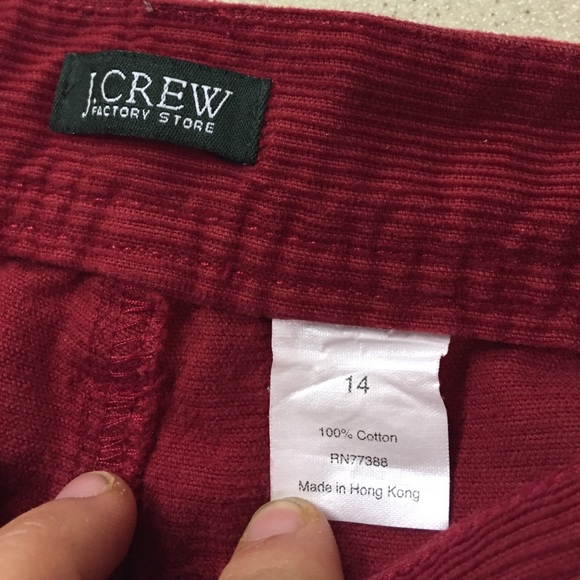 J.CREW
FACTORY STORE
14
100% Cotton
RN77388
Made in Hong Kong